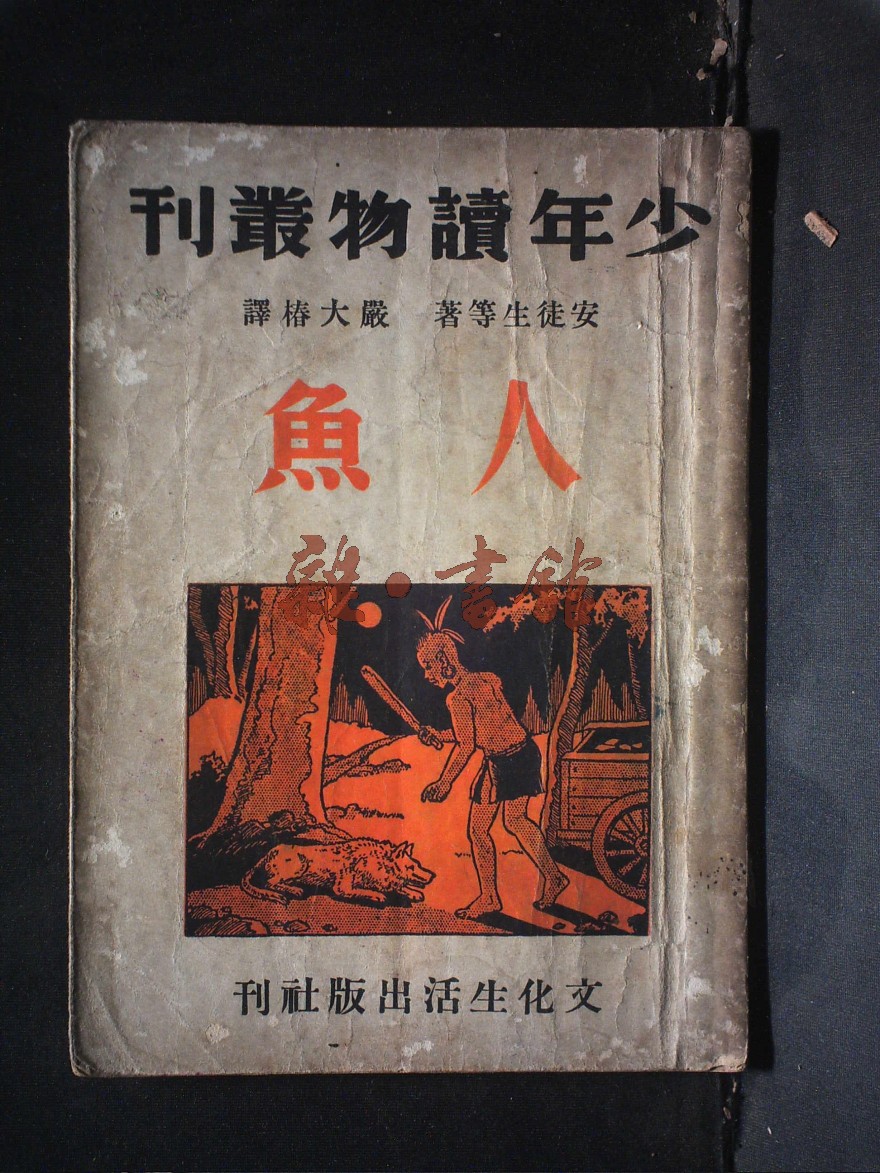 少年讀物叢刊
安徒生等著　嚴大椿譯
人魚
文化生活出版社刊